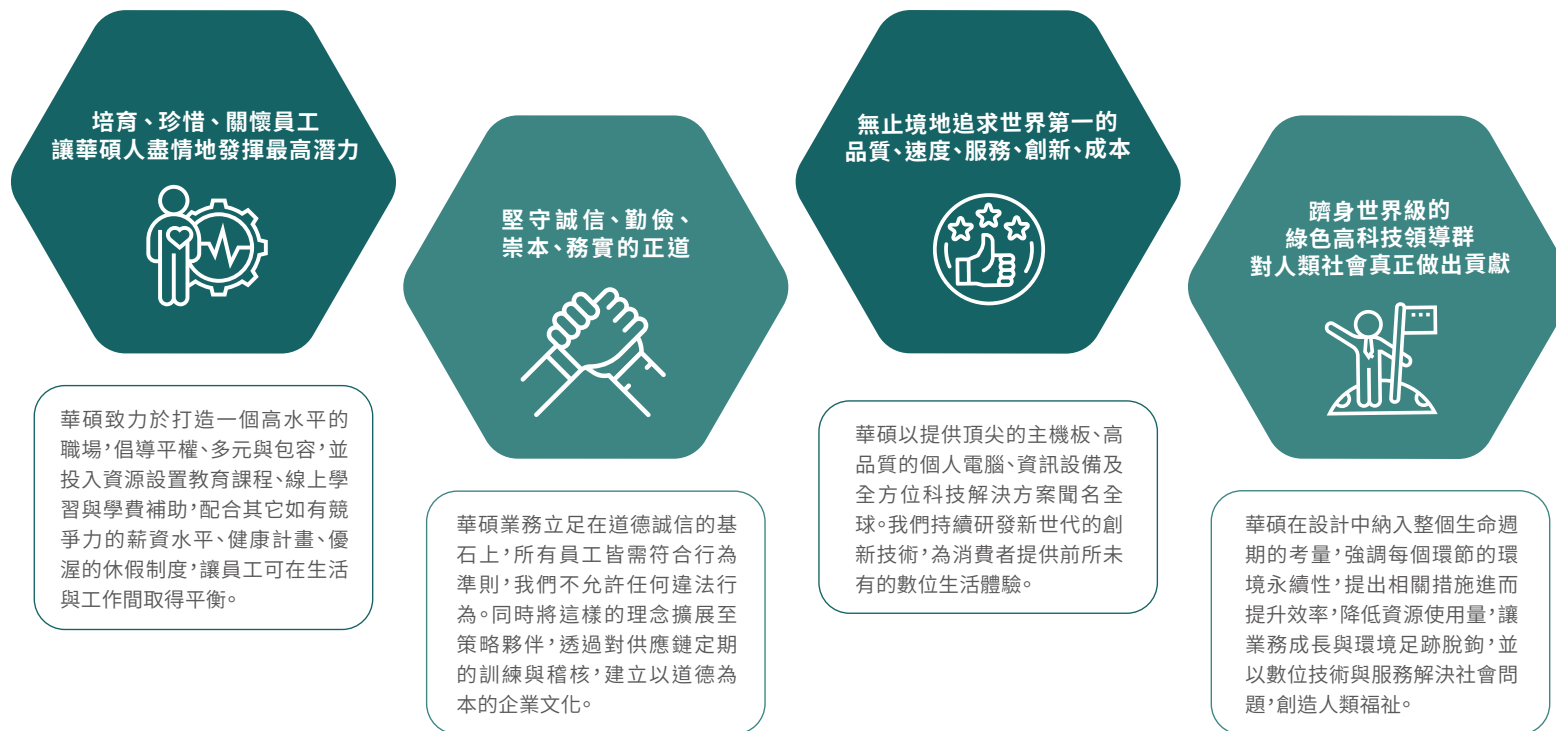 培育、珍惜、關懷員工
讓華碩人盡情地發揮最高潛力
華碩致力於打造一個高水平的
職場，倡導平權、多元與包容，並
投入資源設置教育課程、線上學
習與學費補助，配合其它如有競
爭力的薪資水平、健康計畫、優
渥的休假制度，讓員工可在生活
與工作間取得平衡。
堅守誠信、勤儉、
崇本、務實的正道
華碩業務立足在道德誠信的基
石上，所有員工皆需符合行為
準則，我們不允許任何違法行
為。同時將這樣的理念擴展至
策略夥伴，透過對供應鏈定期
的訓練與稽核，建立以道德為
本的企業文化。
無止境地追求世界第一的
品質、速度、服務、創新、成本
華碩以提供頂尖的主機板、高
品質的個人電腦、資訊設備及
全方位科技解決方案聞名全
球。我們持續研發新世代的創
新技術，為消費者提供前所未
有的數位生活體驗。
躋身世界級的
綠色高科技領導群
對人類社會真正做出貢獻
華碩在設計中納入整個生命週
期的考量，強調每個環節的環
境永續性，提出相關措施進而
提升效率，降低資源使用量，讓
業務成長與環境足跡脫鉤，並
以數位技術與服務解決社會問
題，創造人類福祉。